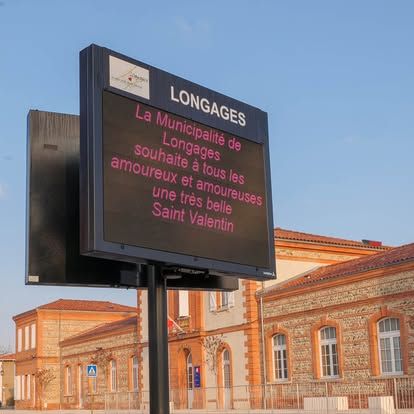 LONGAGES
La Municipalité de
Longages
souhaite à tous les
amoureux et amoureuses
une très belle
Saint Valentin